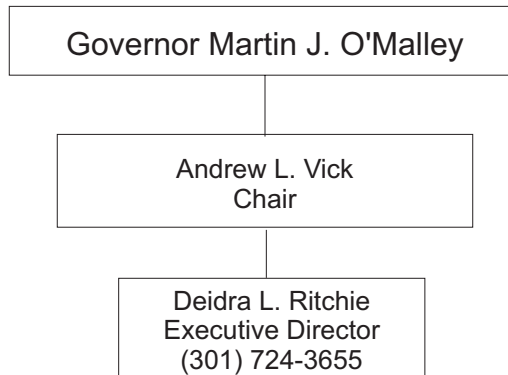 Governor Martin J. O'Malley
Andrew L. Vick
Chair
Deidra L. Ritchie
Executive Director
(301) 724-3655